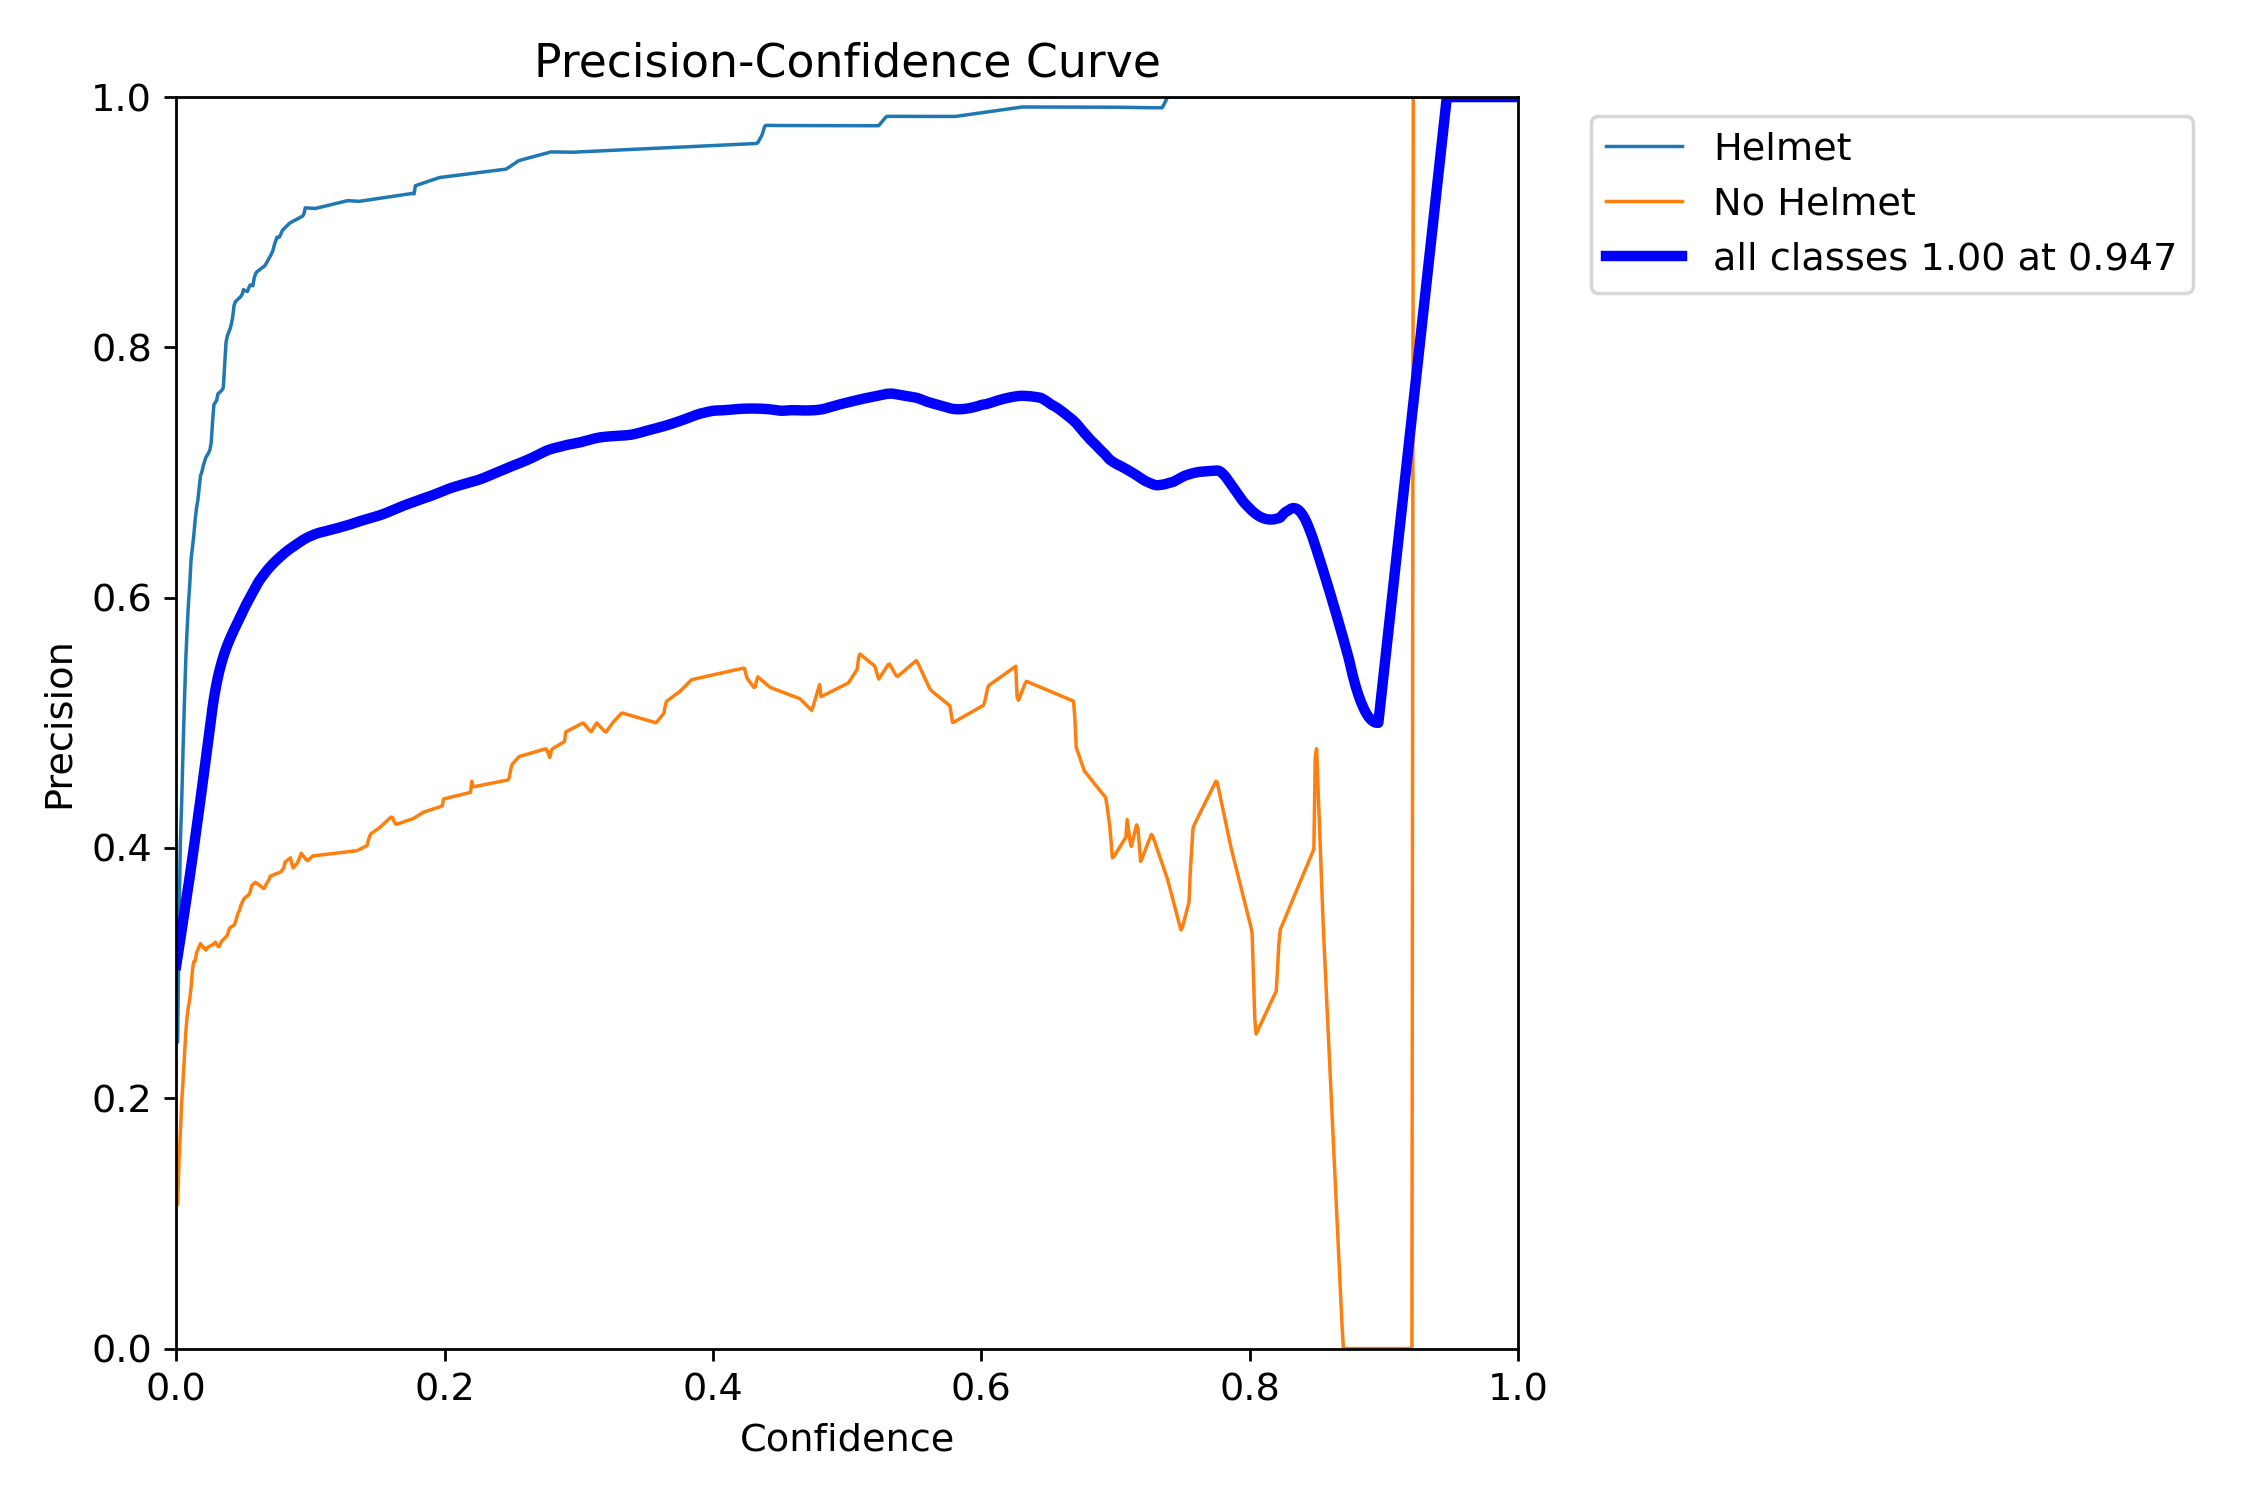 Precision-Confidence Curve
1.0
0.8
0.6
0.4
0.2
0.0
Precision
0.0 0.2 0.4 0.6 0.8 1.0
Confidence
Helmet
No Helmet
all classes 1.00 at 0.947